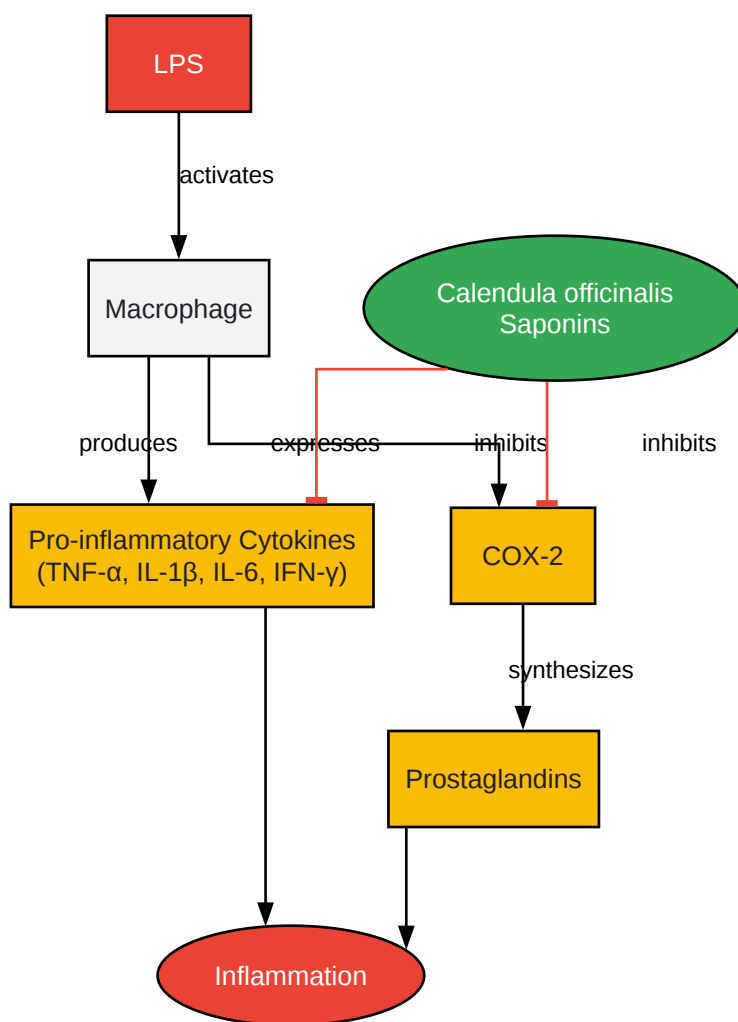 LPS
activates
Macrophage
Calendula officinalis
Saponins
produces
expresses
inhibits
inhibits
Pro-inflammatory Cytokines
(TNF-α, IL-1β, IL-6, IFN-γ)
COX-2
synthesizes
Prostaglandins
Inflammation